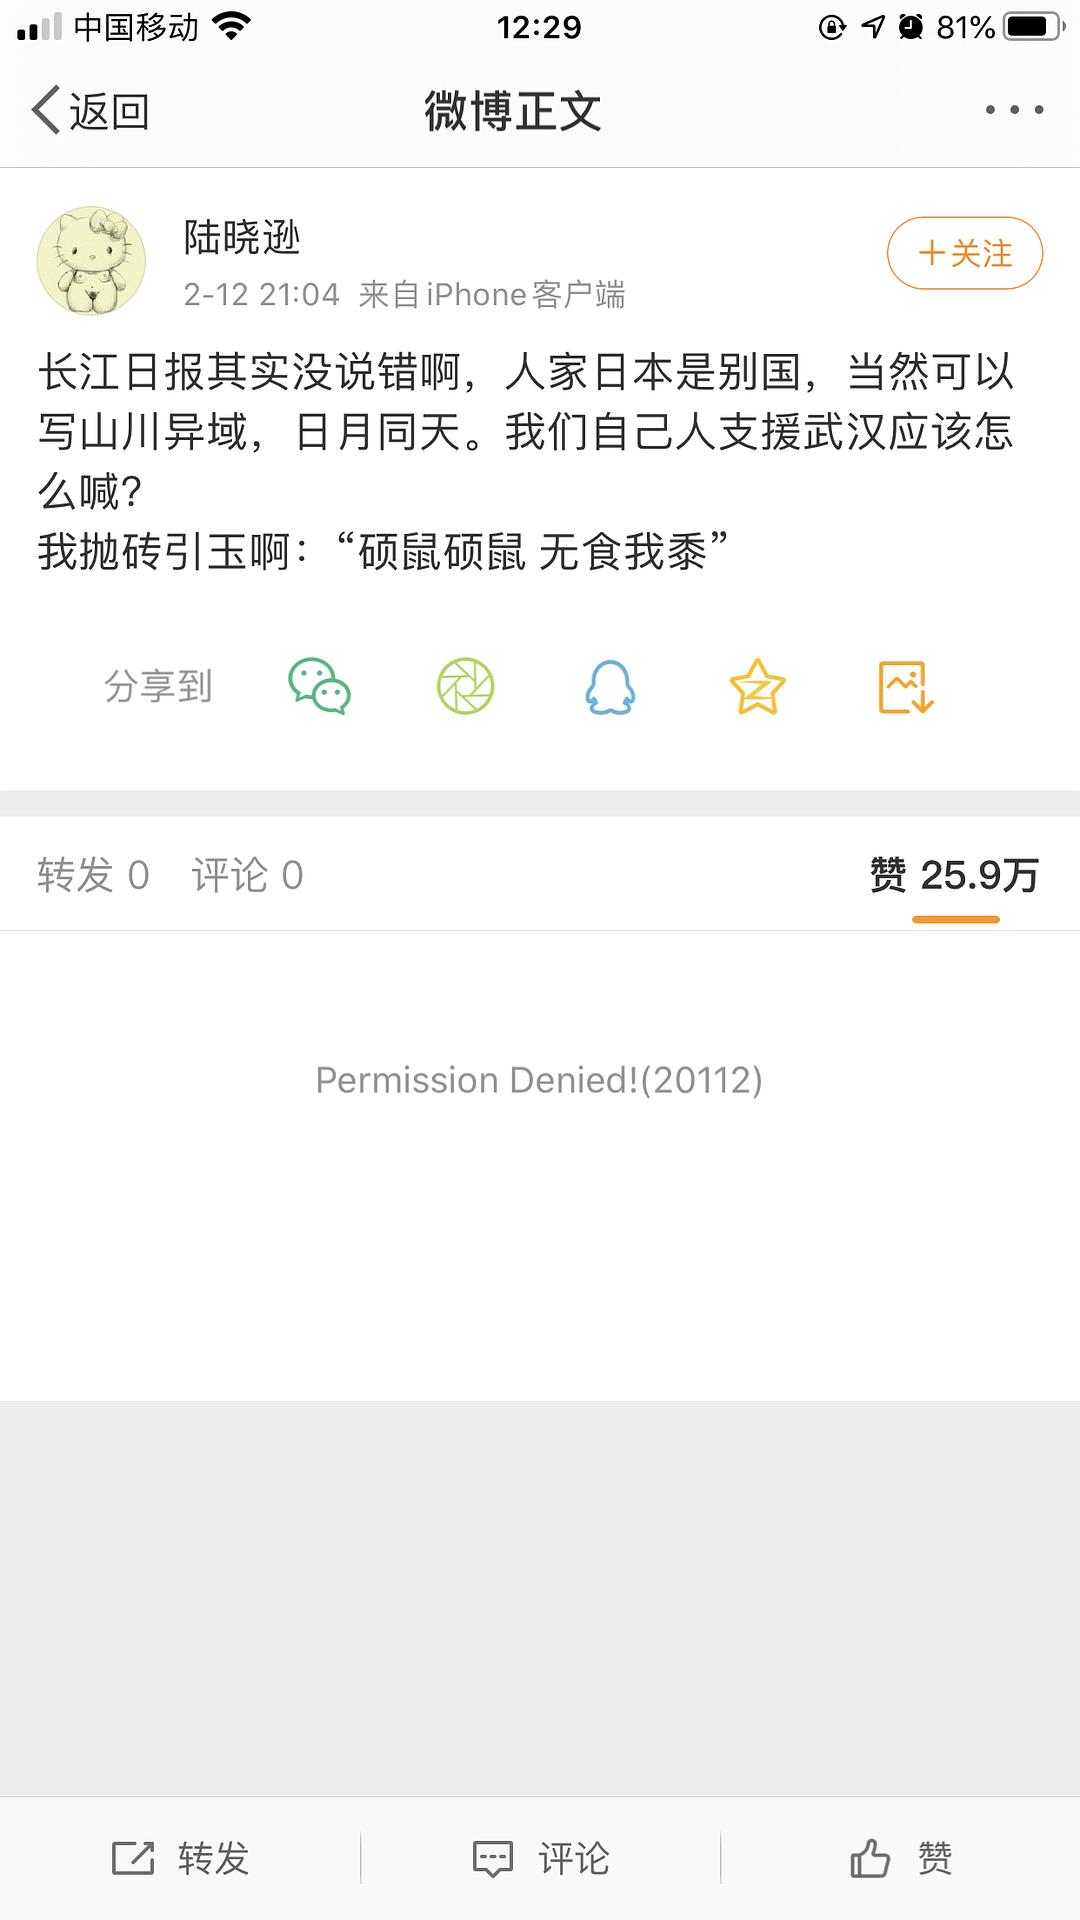 中国移动 12:29 81%
返回 微博正文
陆晓逊
+关注
2-12 21:04 来自iPhone客户端
长江日报其实没说错啊，人家日本是别国，当然可以
写山川异域，日月同天。我们自己人支援武汉应该怎
么喊？
我抛砖引玉啊：“硕鼠硕鼠 无食我黍”
分享到
转发 0 评论 0 赞 25.9万
Permission Denied!(20112)
转发 评论 赞